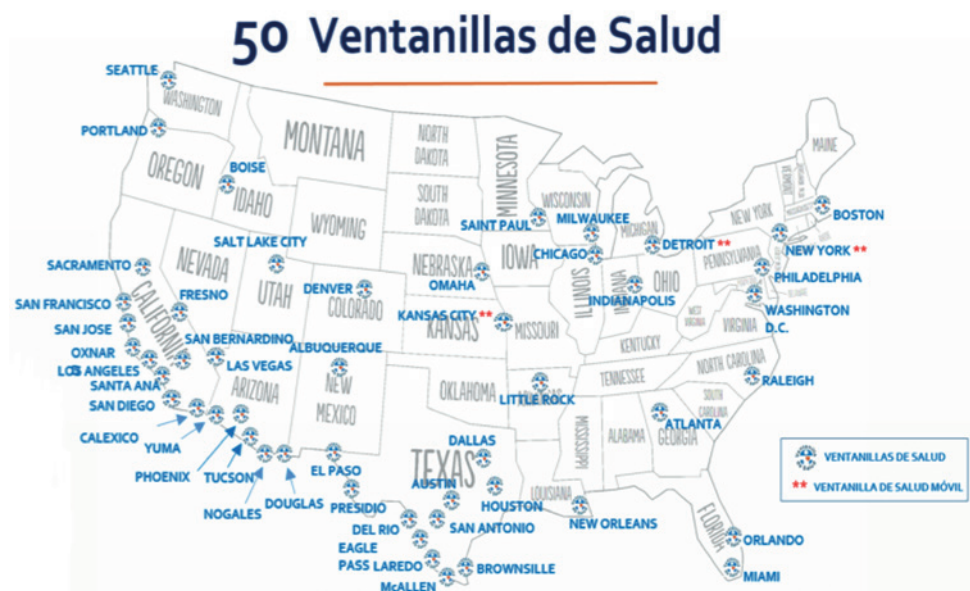 50 Ventanillas de Salud
SEATTLE
WASHINGTON
PORTLAND
OREGON
BOISE
IDAHO
MONTANA
NORTH
DAKOTA
SOUTH
DAKOTA
MINNESOTA
WYOMING
WISCONSIN
MICHIGAN
MAINE
VERMONT
NEW YORK
BOSTON
SAINT PAUL
MILWAUKEE
CHICAGO
DETROIT **
NEW YORK **
PENNSYLVANIA
PHILADELPHIA
SALT LAKE CITY
SACRAMENTO
NEVADA
UTAH
DENVER
COLORADO
NEBRASKA
OMAHA
IOWA
ILLINOIS
INDIANA
OHIO
INDIANAPOLIS
WASHINGTON
D.C.
WEST
VIRGINIA
VIRGINIA
SAN FRANCISCO
CALIFORNIA
FRESNO
SAN JOSE
KANSAS CITY **
KANSAS
MISSOURI
KENTUCKY
OXNAR
LOS ANGELES
SAN BERNARDINO
LAS VEGAS
ALBUQUERQUE
SANTA ANA
SAN DIEGO
ARIZONA
NEW
MEXICO
OKLAHOMA
LITTLE ROCK
TENNESSEE
NORTH CAROLINA
RALEIGH
SOUTH
CAROLINA
CALEXICO
YUMA
PHOENIX
TUCSON
NOGALES
DOUGLAS
EL PASO
PRESIDIO
TEXAS
DALLAS
AUSTIN
HOUSTON
MISSISSIPPI
ALABAMA
ATLANTA
GEORGIA
LOUISIANA
NEW ORLEANS
DEL RIO
SAN ANTONIO
EAGLE
PASS
LAREDO
McALLEN
BROWNSILLE
FLORIDA
ORLANDO
MIAMI
VENTANILLAS DE SALUD
** VENTANILLA DE SALUD MÓVIL